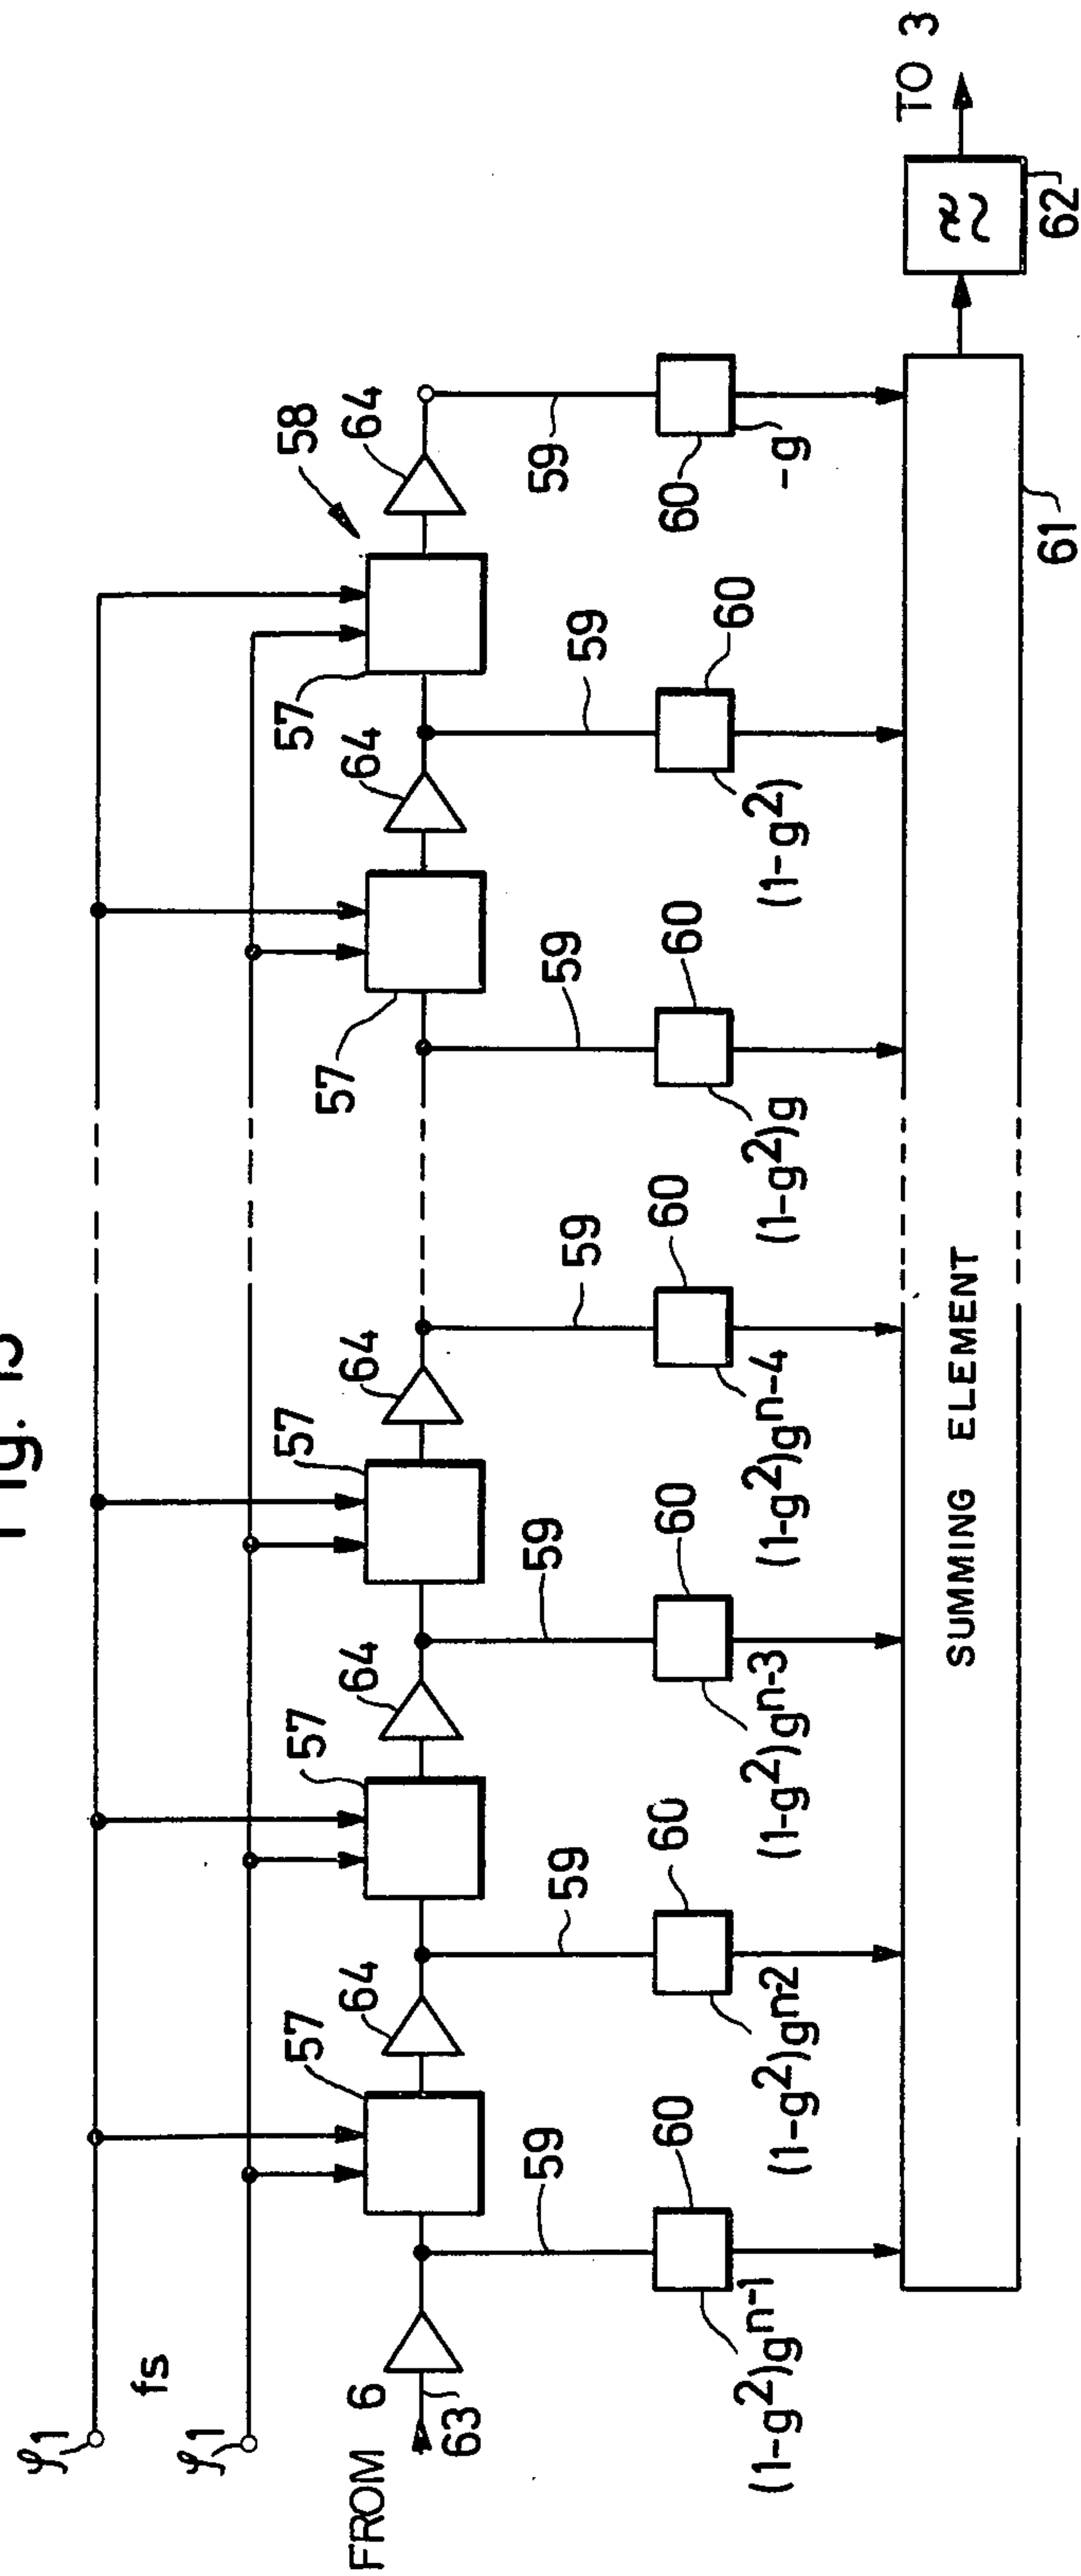 Fig.
φ1
fs
φ1
57 57 57 57 57 58
FROM 6 64 64 64 64 64
63
59 59 59 59 59 59 59
60 60 60 60 60 60 60
(1-g²)gⁿ⁻¹ (1-g²)gⁿ⁻² (1-g²)gⁿ⁻³ (1-g²)gⁿ⁻⁴ (1-g²)g (1-g²) -g
SUMMING ELEMENT
TO 3
61
62